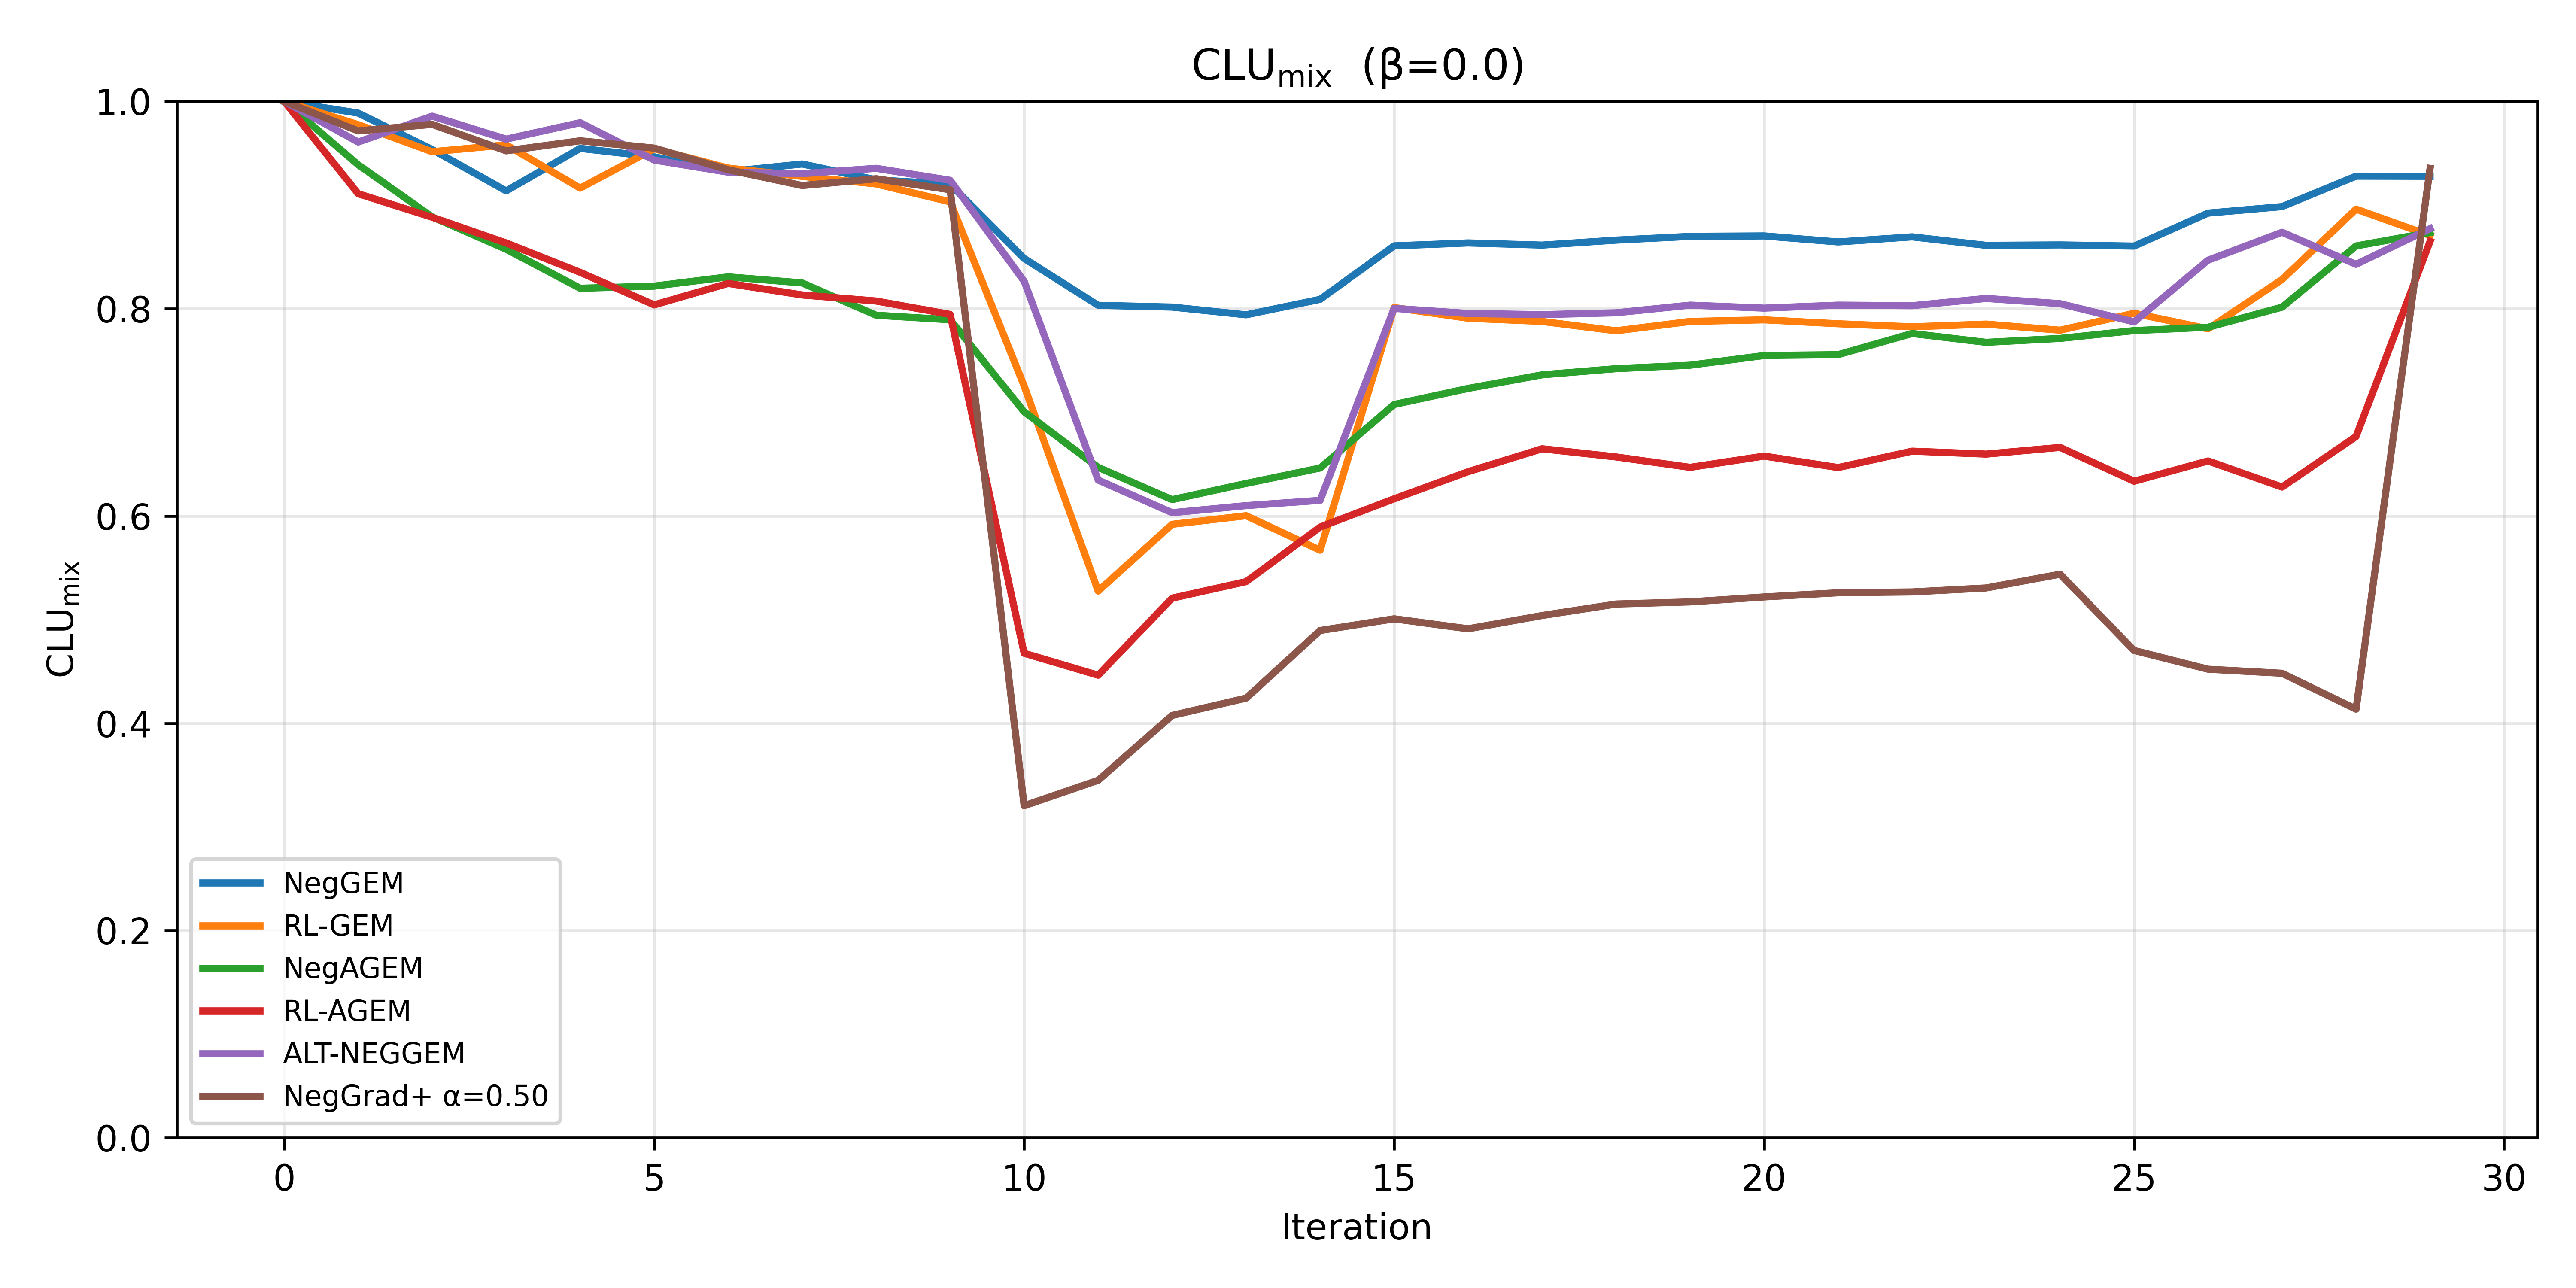 CLUmix (β=0.0)
CLUmix
1.0
0.8
0.6
0.4
0.2
0.0
NegGEM
RL-GEM
NegAGEM
RL-AGEM
ALT-NEGGEM
NegGrad+ α=0.50
0 5 10 15 20 25 30
Iteration